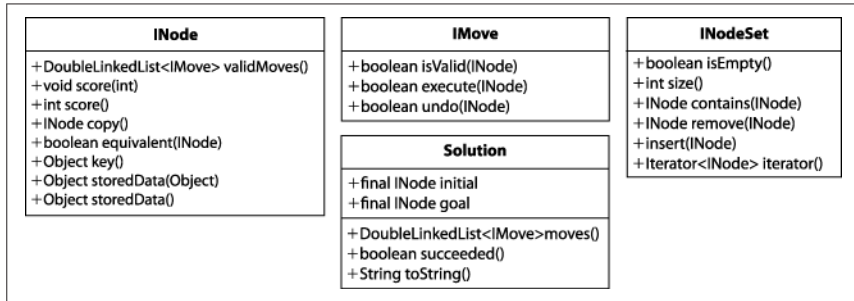 INode
+DoubleLinkedList<IMove> validMoves()
+void score(int)
+int score()
+INode copy()
+boolean equivalent(INode)
+Object key()
+Object storedData(Object)
+Object storedData()
IMove
+boolean isValid(INode)
+boolean execute(INode)
+boolean undo(INode)
Solution
+final INode initial
+final INode goal
+DoubleLinkedList<IMove>moves()
+boolean succeeded()
+String toString()
INodeSet
+boolean isEmpty()
+int size()
+INode contains(INode)
+INode remove(INode)
+insert(INode)
+Iterator<INode> iterator()